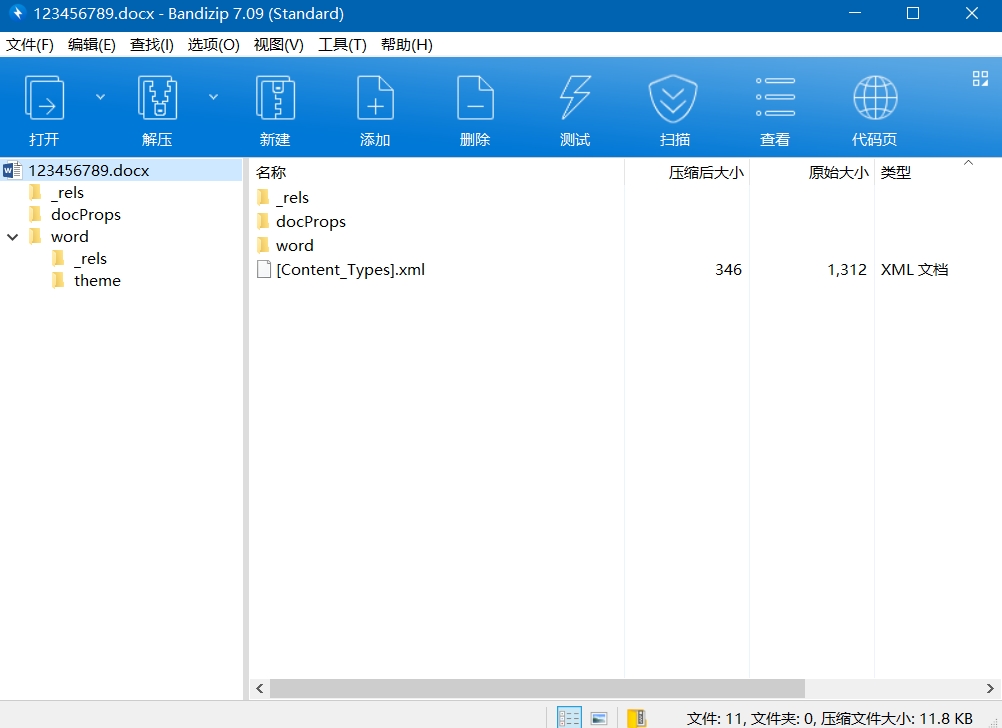 123456789.docx - Bandizip 7.09 (Standard)
文件(F) 编辑(E) 查找(I) 选项(O) 视图(V) 工具(T) 帮助(H)
打开 解压 新建 添加 删除 测试 扫描 查看 代码页
123456789.docx
_rels
docProps
word
_rels
theme
名称 压缩后大小 原始大小 类型
_rels
docProps
word
[Content_Types].xml 346 1,312 XML 文档
文件: 11, 文件夹: 0, 压缩文件大小: 11.8 KB